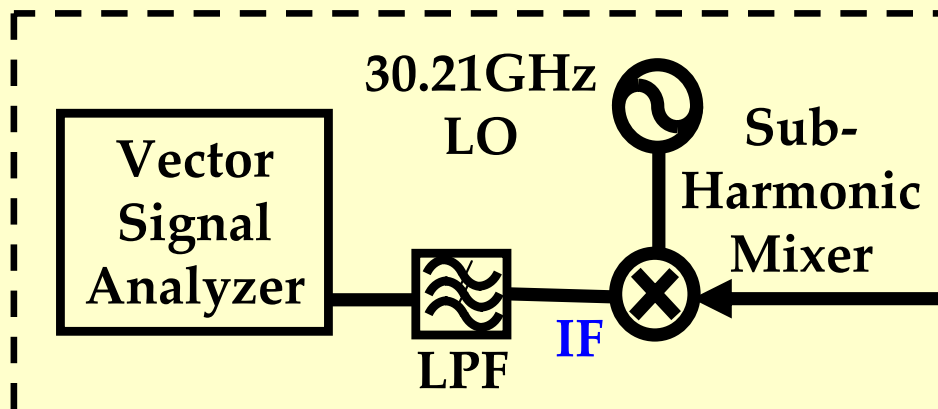 30.21GHz
LO
Sub-
Harmonic
Mixer
Vector
Signal
Analyzer
IF
LPF